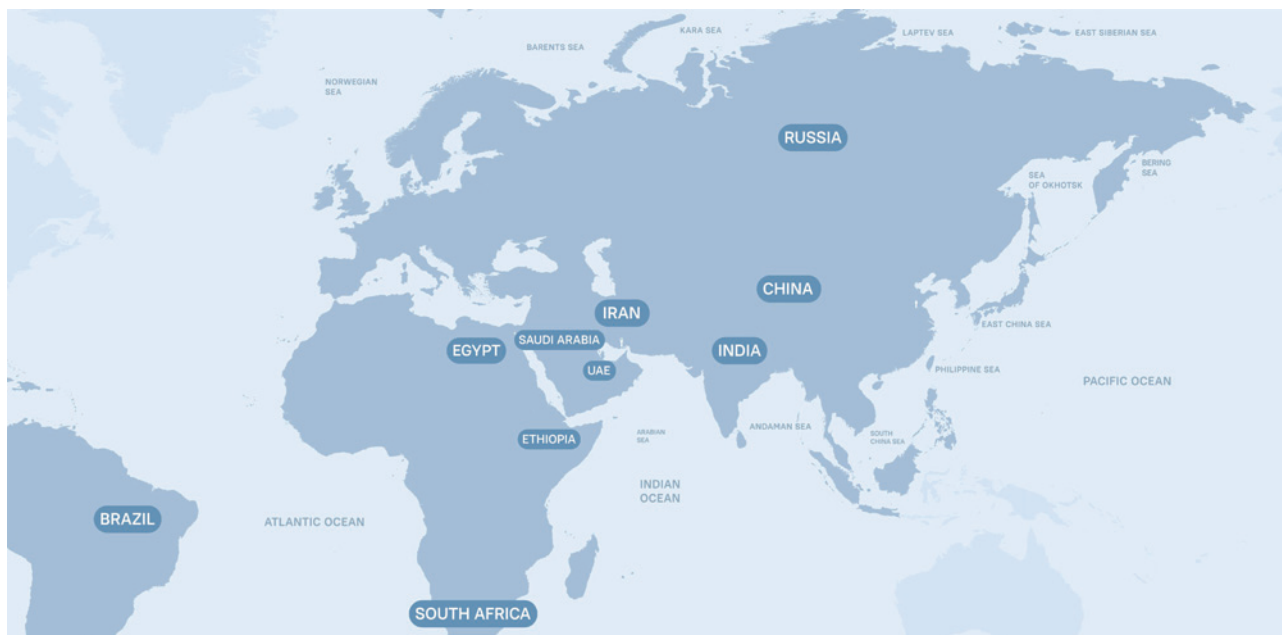 KARA SEA
LAPTEV SEA
EAST SIBERIAN SEA
BARENTS SEA
NORWEGIAN
SEA
RUSSIA
BERING
SEA
SEA
OF OKHOTSK
CHINA
IRAN
EAST CHINA SEA
SAUDI ARABIA
EGYPT
INDIA
UAE
PHILIPPINE SEA
PACIFIC OCEAN
ETHIOPIA
ARABIAN
SEA
ANDAMAN SEA
SOUTH
CHINA SEA
INDIAN
OCEAN
BRAZIL
ATLANTIC OCEAN
SOUTH AFRICA